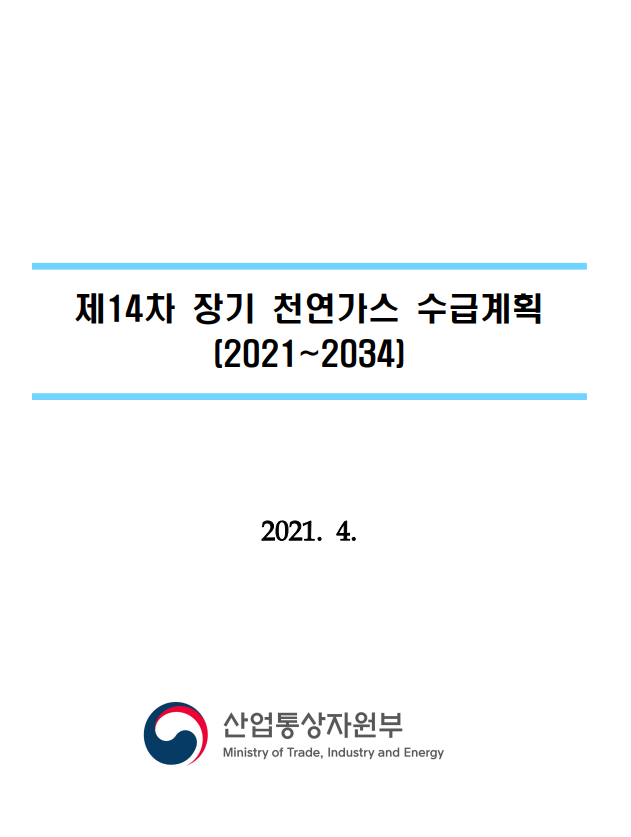 제14차 장기 천연가스 수급계획
(2021~2034)
2021. 4.
산업통상자원부
Ministry of Trade, Industry and Energy